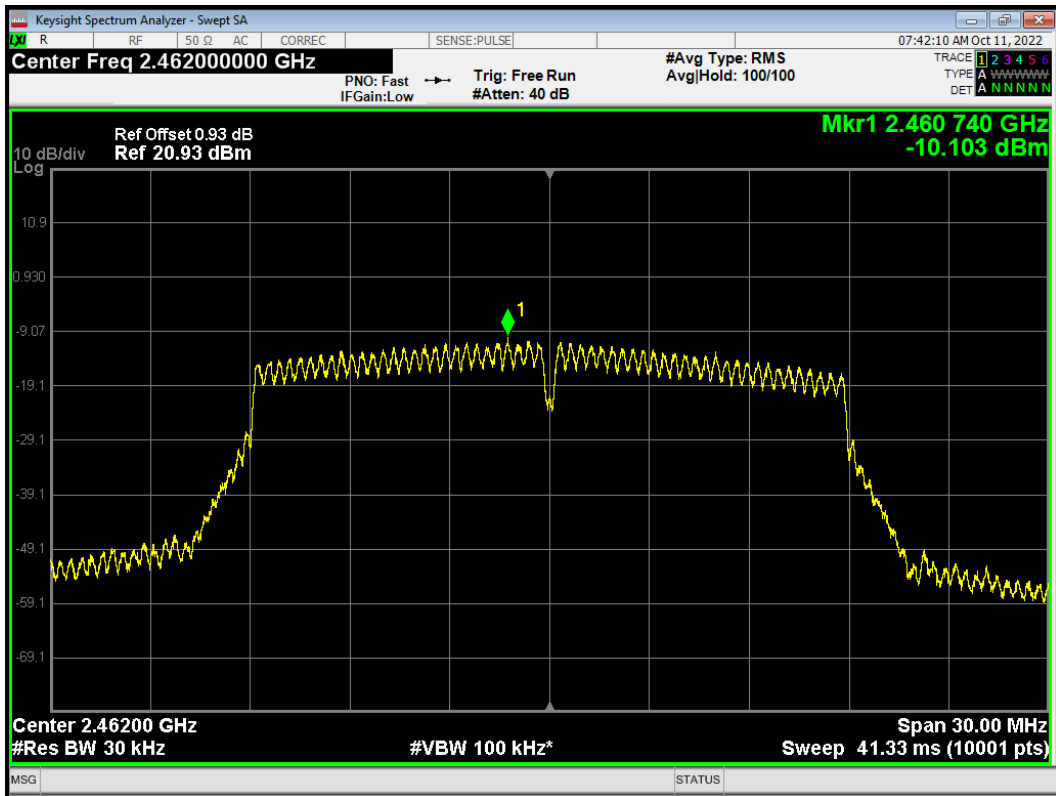 Keysight Spectrum Analyzer - Swept SA
LXI R RF 50 Ω AC CORREC SENSE:PULSE 07:42:10 AM Oct 11, 2022
Center Freq 2.462000000 GHz
PNO: Fast
IFGain:Low
Trig: Free Run
#Atten: 40 dB
#Avg Type: RMS
Avg|Hold: 100/100
TRACE 1 2 3 4 5 6
TYPE A WWWWW
DET A N N N N N
Ref Offset 0.93 dB
10 dB/div Ref 20.93 dBm
Log
Mkr1 2.460 740 GHz
-10.103 dBm
10.9
0.930
1
-9.07
-19.1
-29.1
-39.1
-49.1
-59.1
-69.1
Center 2.46200 GHz Span 30.00 MHz
#Res BW 30 kHz #VBW 100 kHz* Sweep 41.33 ms (10001 pts)
MSG STATUS